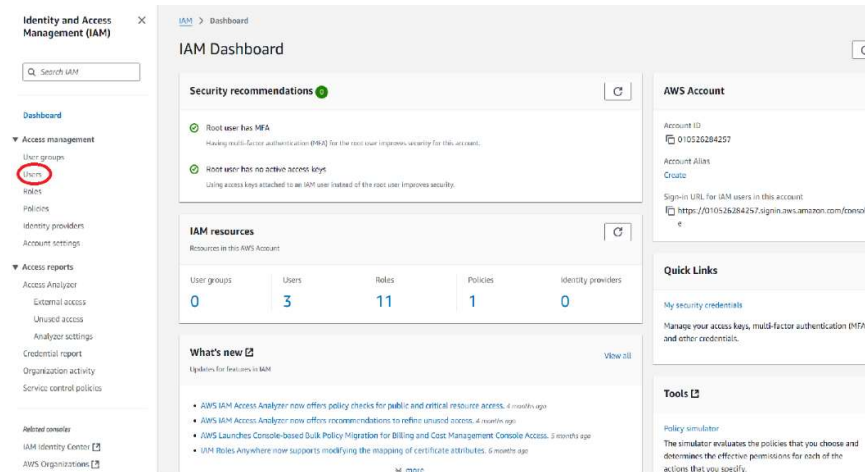 Identity and Access
Management (IAM)
Search IAM
Dashboard
Access management
User groups
Users
Roles
Policies
Identity providers
Account settings
Access reports
Access Analyzer
External access
Unused access
Analyzer settings
Credential report
Organization activity
Service control policies
Related consoles
IAM Identity Center
AWS Organizations
IAM > Dashboard
IAM Dashboard
Security recommendations 0
Root user has MFA
Having multi-factor authentication (MFA) for the root user improves security for this account.
Root user has no active access keys
Using access keys attached to an IAM user instead of the root user improves security.
IAM resources
Resources in this AWS Account
User groups Users Roles Policies Identity providers
0 3 11 1 0
What's new
View all
Updates for features in IAM
• AWS IAM Access Analyzer now offers policy checks for public and critical resource access. 4 months ago
• AWS IAM Access Analyzer now offers recommendations to refine unused access. 4 months ago
• AWS Launches Console-based Bulk Policy Migration for Billing and Cost Management Console Access. 5 months ago
• IAM Roles Anywhere now supports modifying the mapping of certificate attributes. 6 months ago
more
AWS Account
Account ID
010526284257
Account Alias
Create
Sign-in URL for IAM users in this account
https://010526284257.signin.aws.amazon.com/consol
e
Quick Links
My security credentials
Manage your access keys, multi-factor authentication (MFA
and other credentials.
Tools
Policy simulator
The simulator evaluates the policies that you choose and
determines the effective permissions for each of the
actions that you specify.